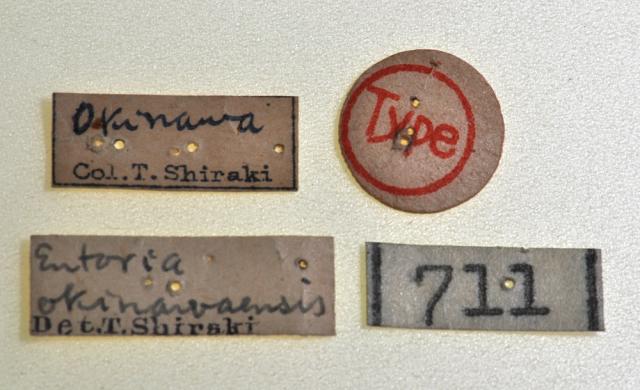 Okinawa
Col.T.Shiraki
Type
Entoria
okinawaensis
Det.T.Shiraki
711